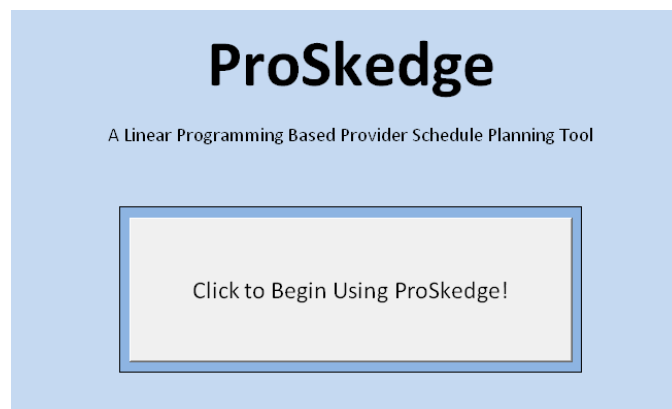 ProSkedge
A Linear Programming Based Provider Schedule Planning Tool
Click to Begin Using ProSkedge!